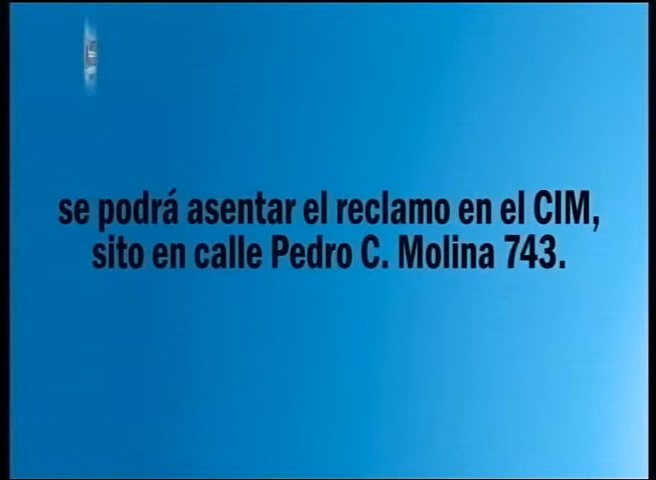 se podrá asentar el reclamo en el CIM,
sito en calle Pedro C. Molina 743.